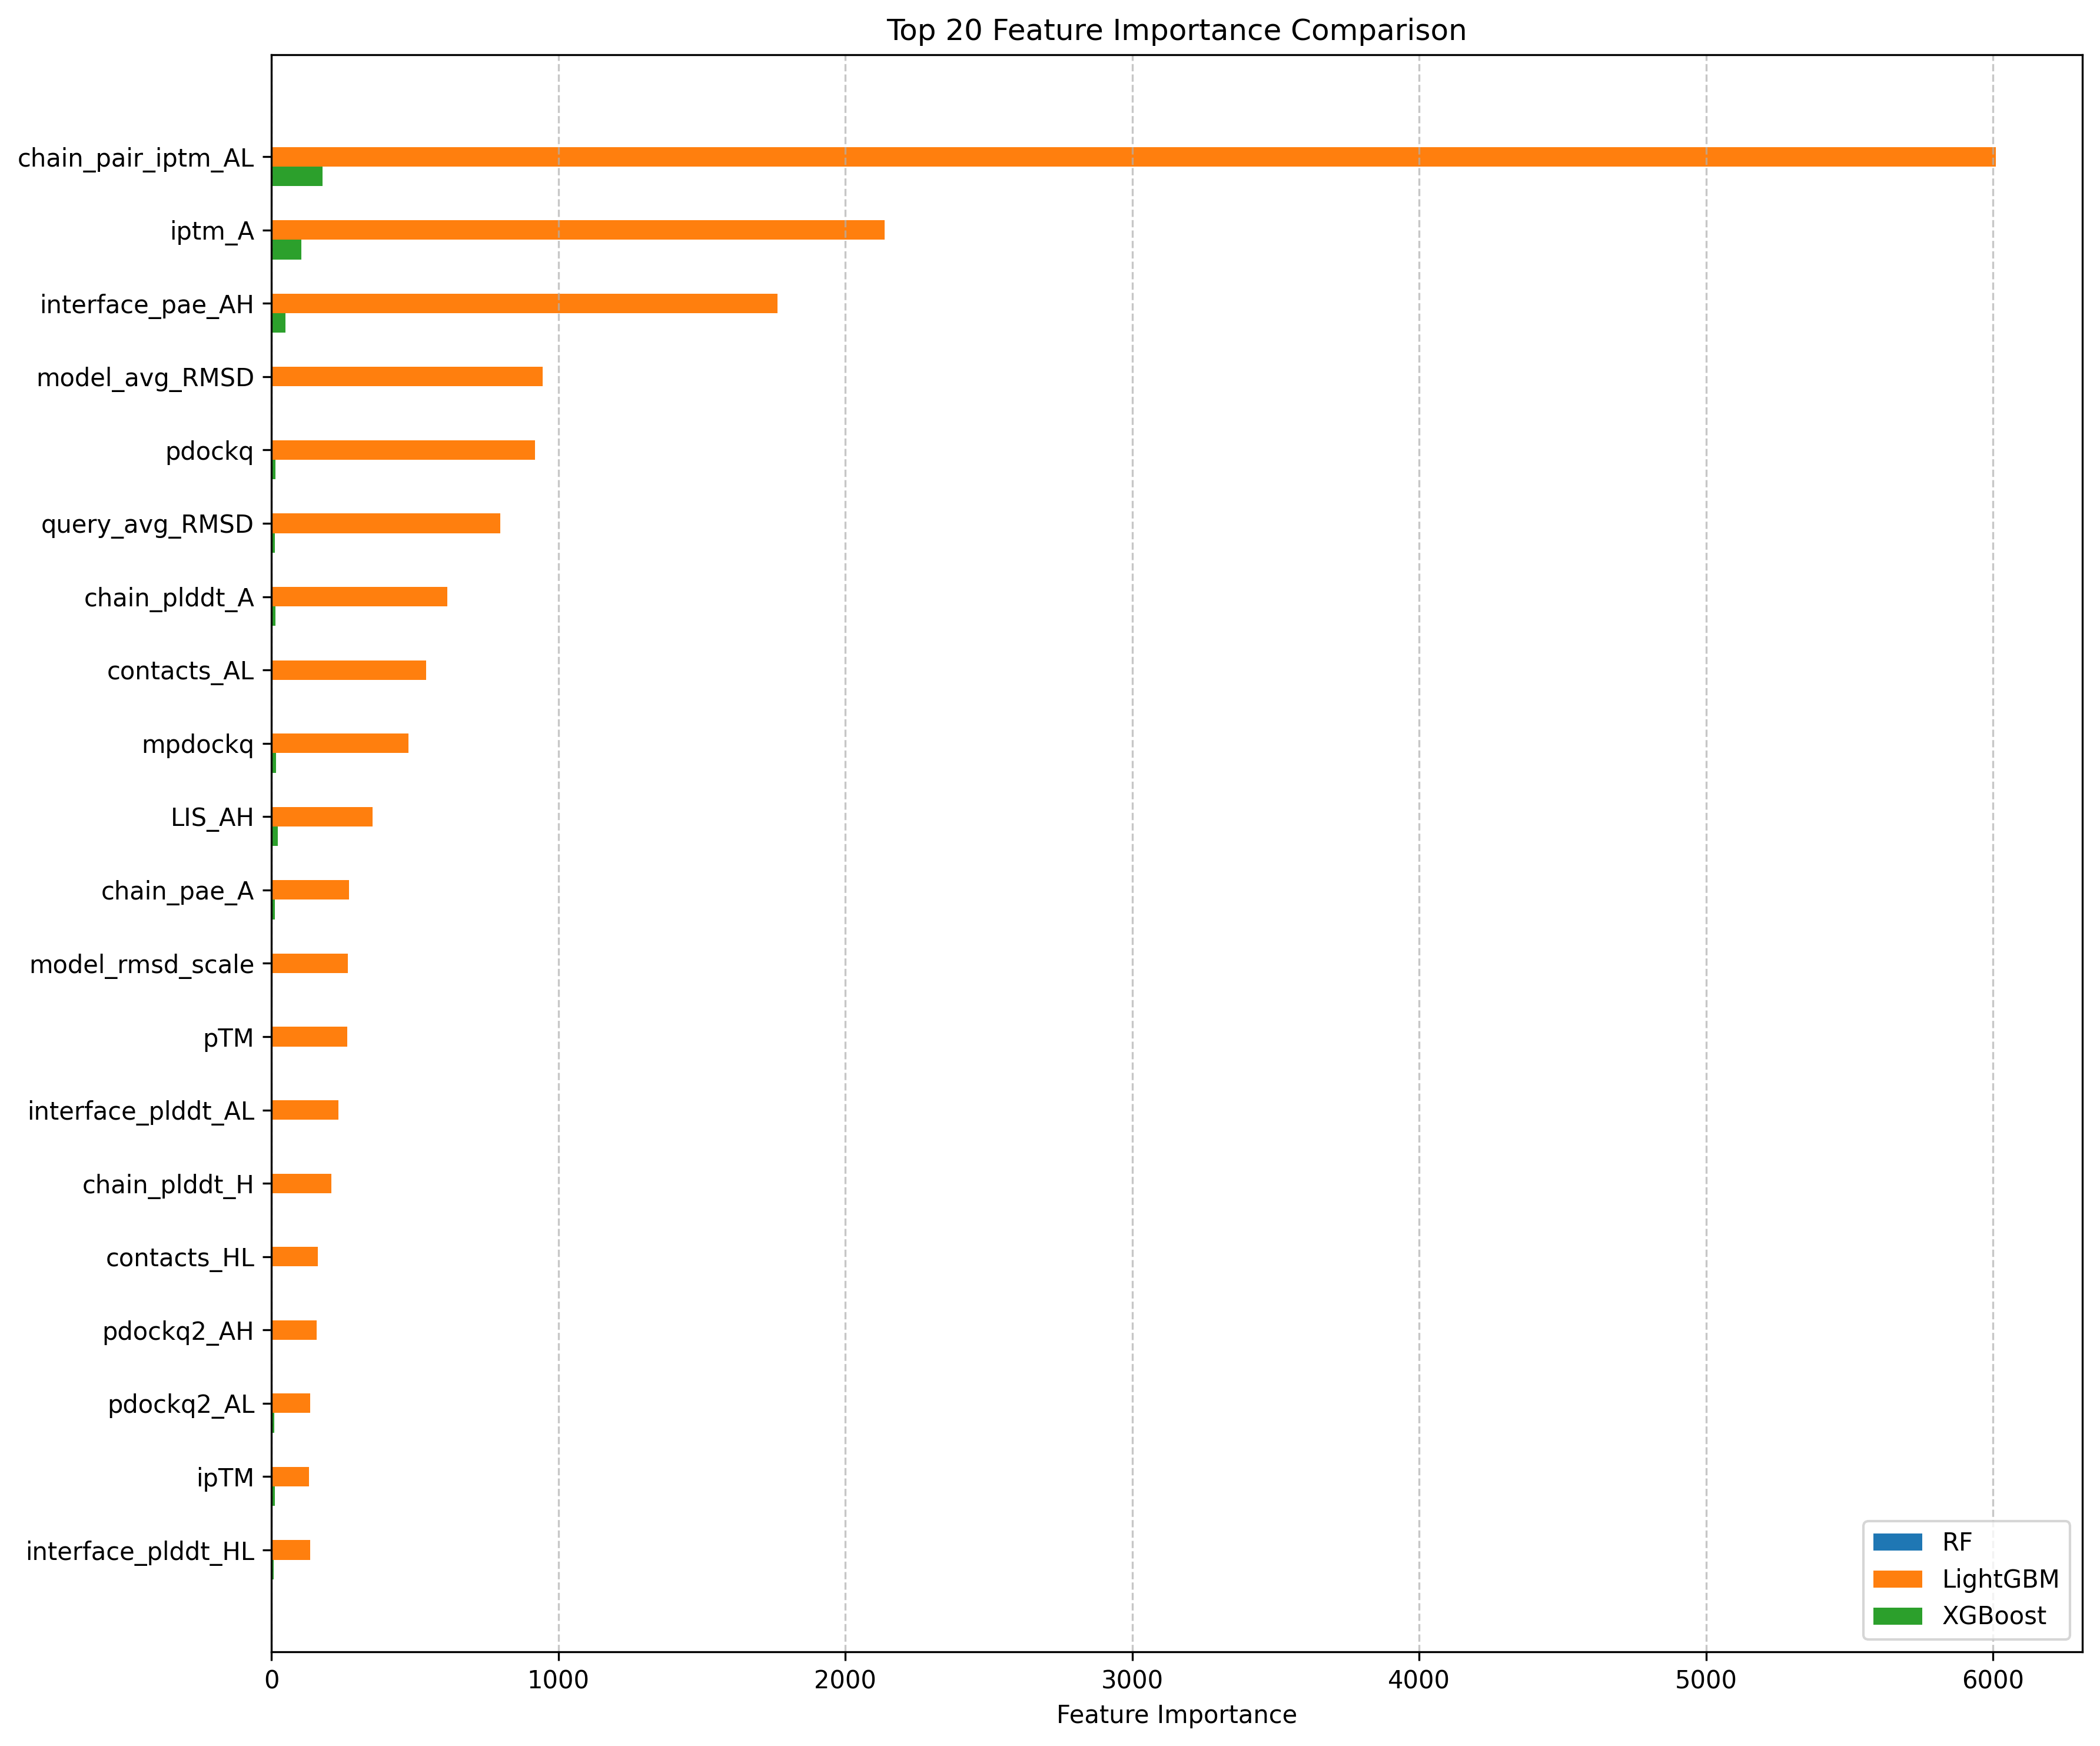 Top 20 Feature Importance Comparison
chain_pair_iptm_AL
iptm_A
interface_pae_AH
model_avg_RMSD
pdockq
query_avg_RMSD
chain_plddt_A
contacts_AL
mpdockq
LIS_AH
chain_pae_A
model_rmsd_scale
pTM
interface_plddt_AL
chain_plddt_H
contacts_HL
pdockq2_AH
pdockq2_AL
ipTM
interface_plddt_HL
RF
LightGBM
XGBoost
0 1000 2000 3000 4000 5000 6000
Feature Importance